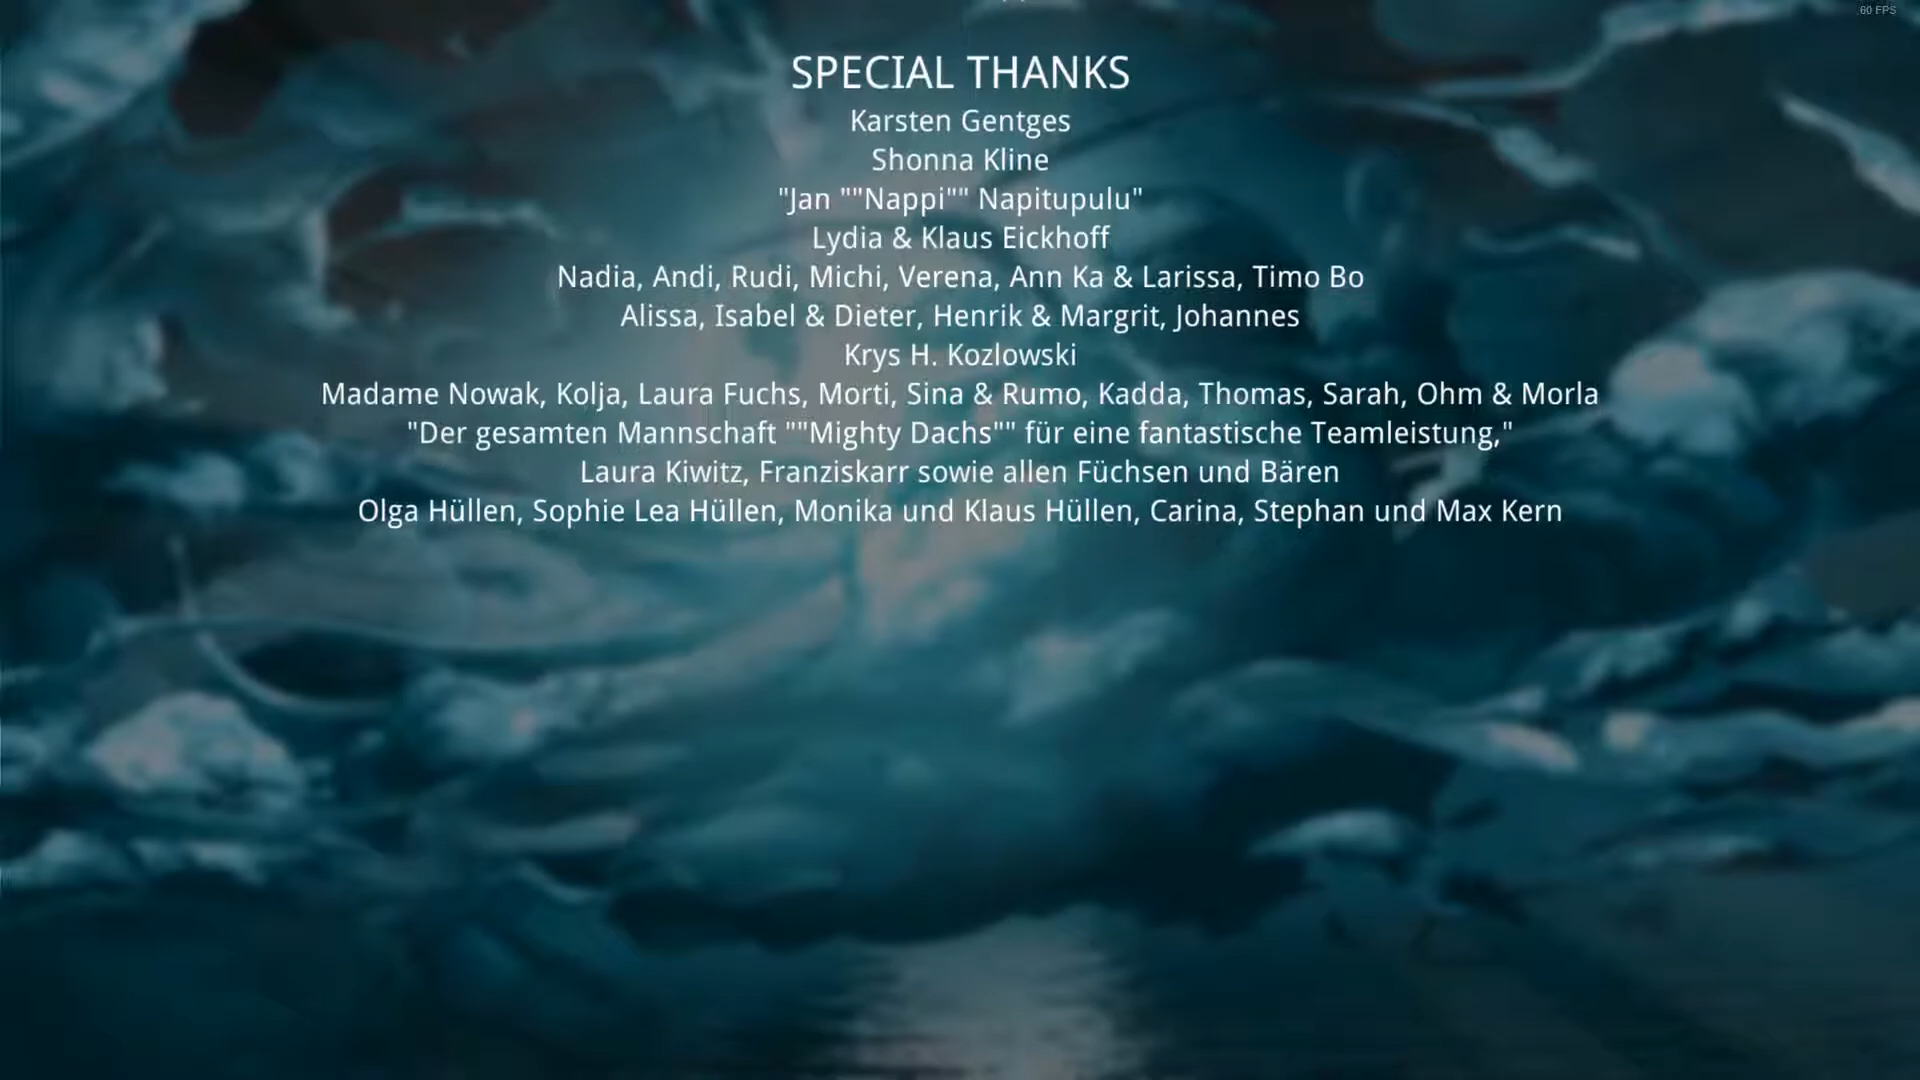 60 FPS
SPECIAL THANKS
Karsten Gentges
Shonna Kline
"Jan ""Nappi"" Napitupulu"
Lydia & Klaus Eickhoff
Nadia, Andi, Rudi, Michi, Verena, Ann Ka & Larissa, Timo Bo
Alissa, Isabel & Dieter, Henrik & Margrit, Johannes
Krys H. Kozlowski
Madame Nowak, Kolja, Laura Fuchs, Morti, Sina & Rumo, Kadda, Thomas, Sarah, Ohm & Morla
"Der gesamten Mannschaft ""Mighty Dachs"" für eine fantastische Teamleistung,"
Laura Kiwitz, Franziskarr sowie allen Füchsen und Bären
Olga Hüllen, Sophie Lea Hüllen, Monika und Klaus Hüllen, Carina, Stephan und Max Kern